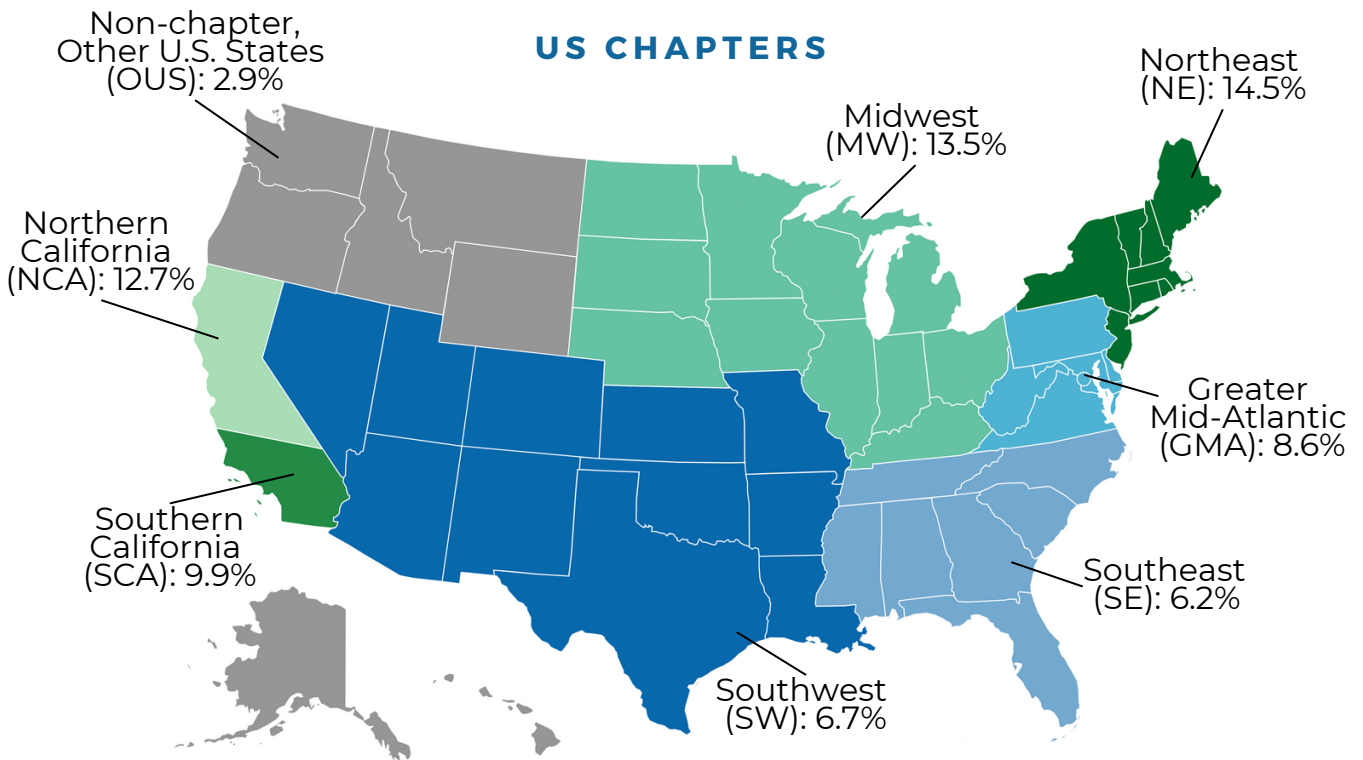 Non-chapter,
Other U.S. States
(OUS): 2.9%
US CHAPTERS
Northeast
(NE): 14.5%
Midwest
(MW): 13.5%
Northern
California
(NCA): 12.7%
Greater
Mid-Atlantic
(GMA): 8.6%
Southern
California
(SCA): 9.9%
Southeast
(SE): 6.2%
Southwest
(SW): 6.7%